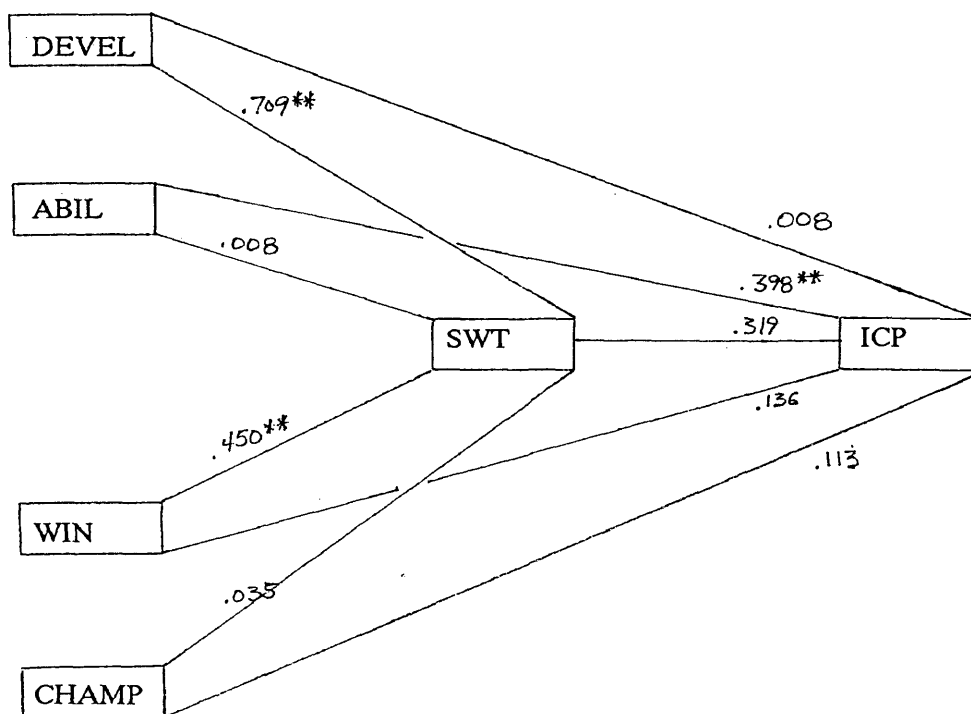 DEVEL
.709**
ABIL
.008
.008
.398**
SWT
.319
ICP
.136
.450**
.113
WIN
.035
CHAMP